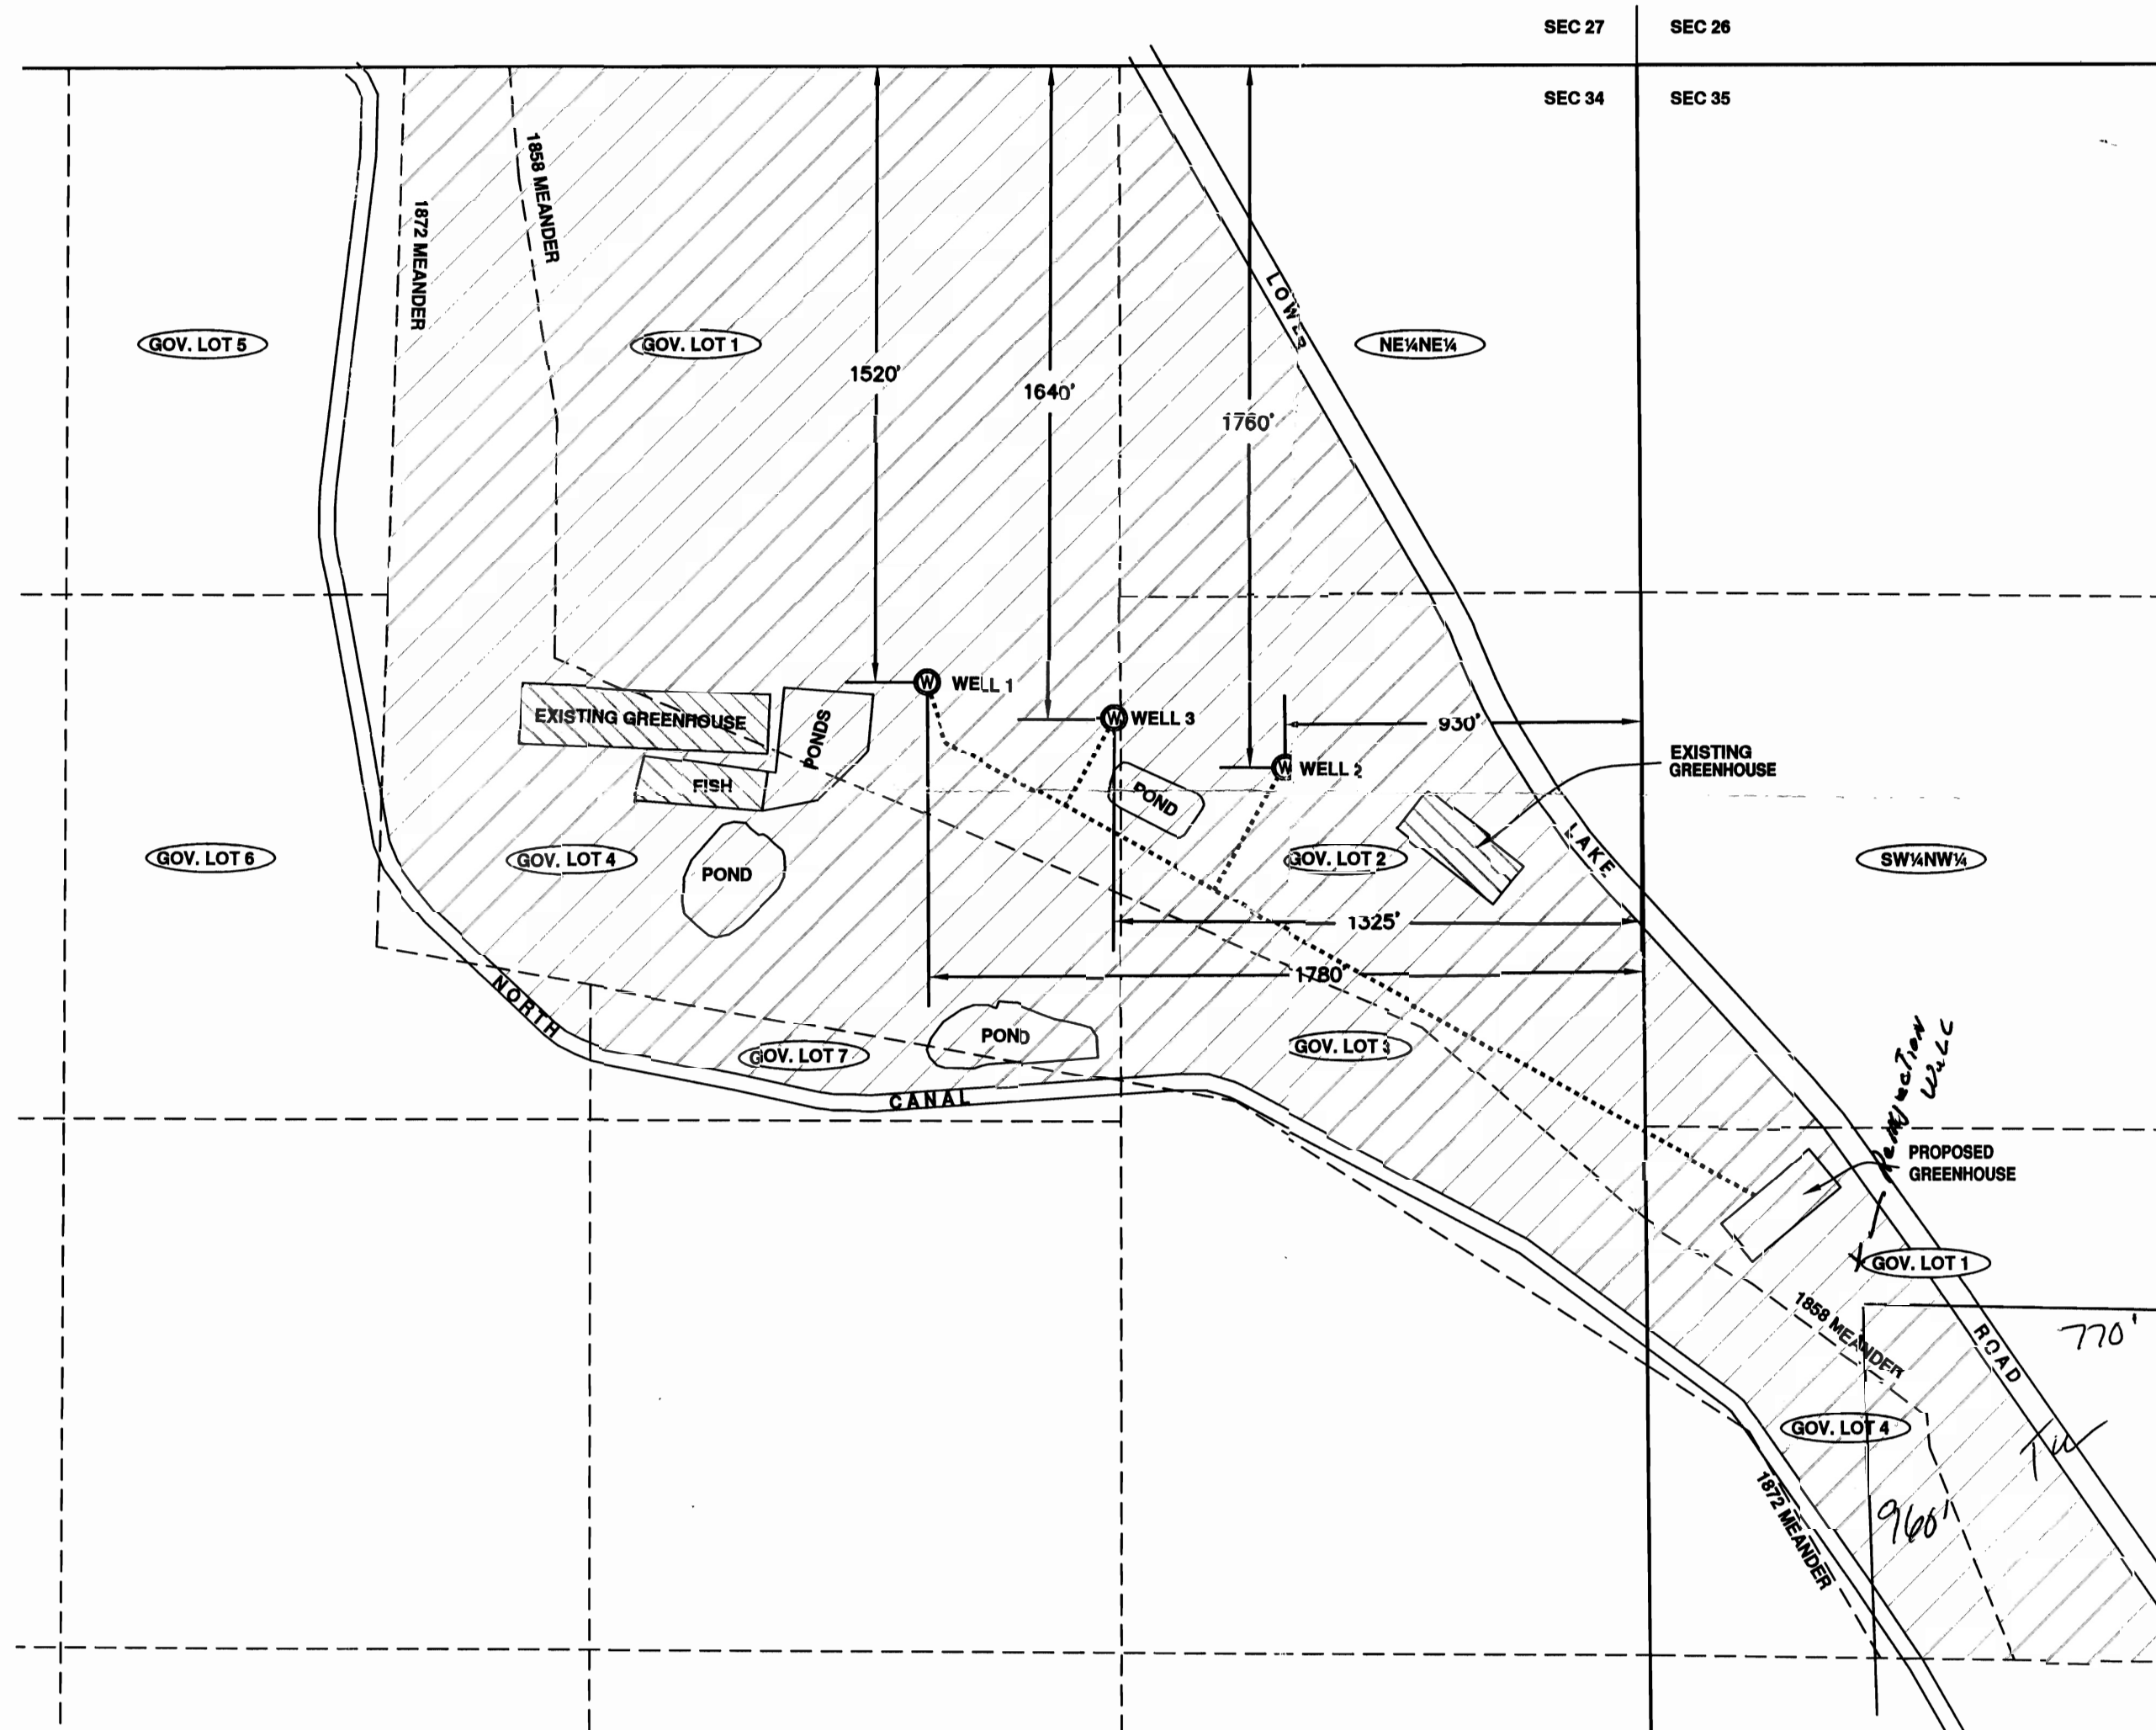 SEC 27
SEC 26
SEC 34
SEC 35
1858 MEANDER
1872 MEANDER
LOWER
GOV. LOT 5
GOV. LOT 1
NE¼NE¼
1520'
1640'
1760'
WELL 1
WELL 3
WELL 2
930'
EXISTING GREENHOUSE
PONDS
FISH
POND
EXISTING
GREENHOUSE
LAKE
GOV. LOT 6
GOV. LOT 4
POND
GOV. LOT 2
SW¼NW¼
1325'
1780'
NORTH
POND
GOV. LOT 7
GOV. LOT 3
CANAL
WELL
PROPOSED
GREENHOUSE
GOV. LOT 1
1858 MEANDER
770'
ROAD
GOV. LOT 4
TW
1872 MEANDER
960'